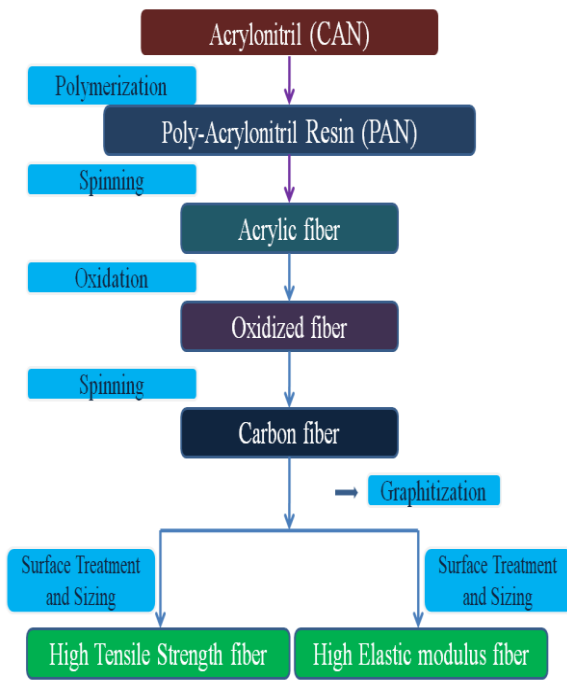 Acrylonitril (CAN)
Polymerization
Poly-Acrylonitril Resin (PAN)
Spinning
Acrylic fiber
Oxidation
Oxidized fiber
Spinning
Carbon fiber
Graphitization
Surface Treatment
and Sizing
Surface Treatment
and Sizing
High Tensile Strength fiber
High Elastic modulus fiber